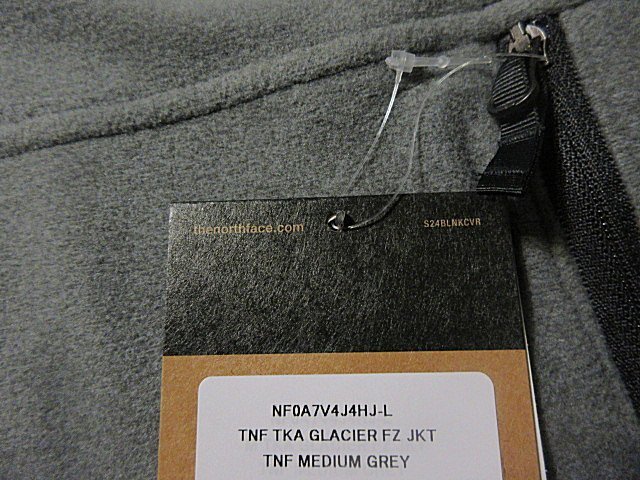 thenorthface.com
S24BLNKCVR
NF0A7V4J4HJ-L
TNF TKA GLACIER FZ JKT
TNF MEDIUM GREY